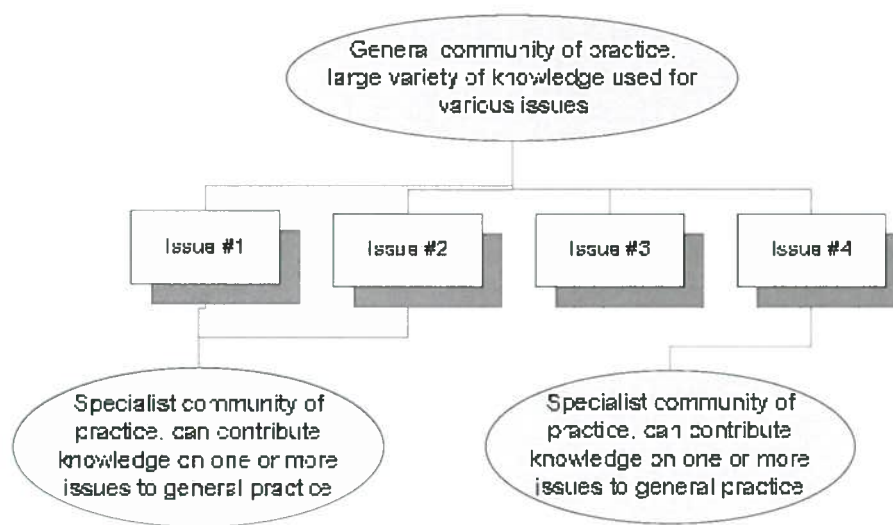 General community of practice,
large variety of knowledge used for
various issues
Issue #1
Issue #2
Issue #3
Issue #4
Specialist community of
practice, can contribute
knowledge on one or more
issues to general practice
Specialist community of
practice, can contribute
knowledge on one or more
issues to general practice